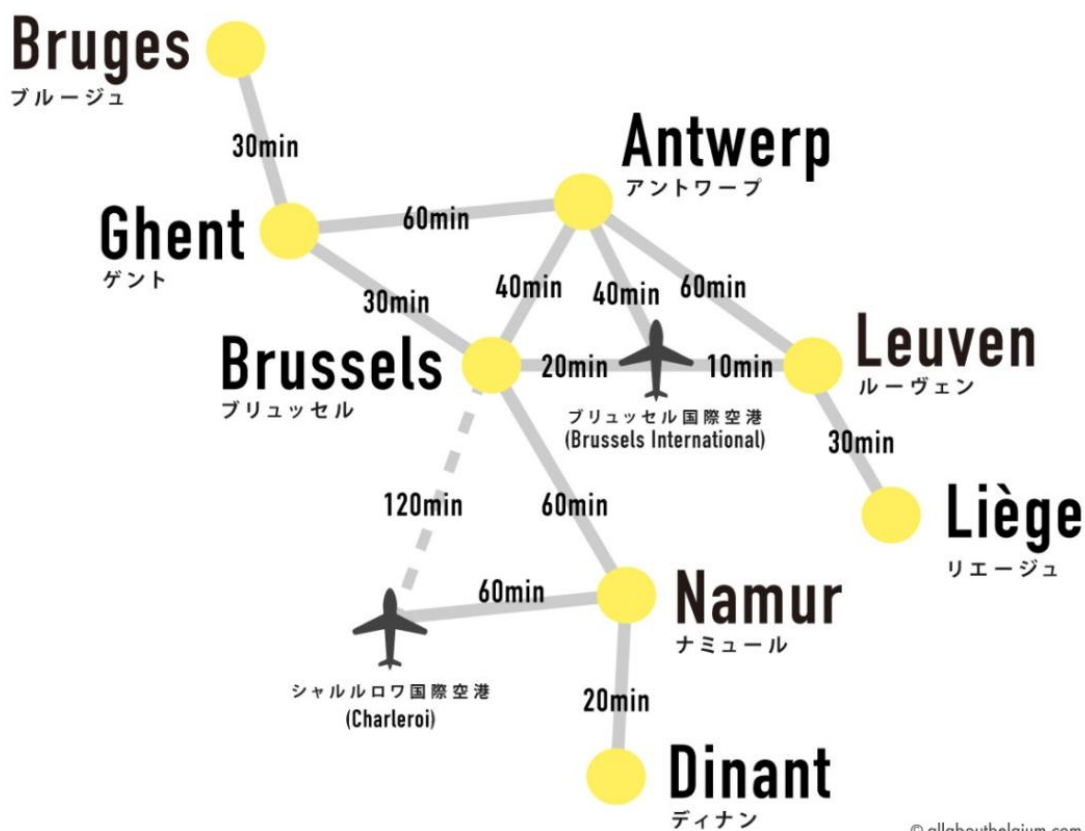 Bruges
ブルージュ
30min
Antwerp
アントワープ
Ghent
ゲント
60min
30min
40min
40min
60min
Brussels
ブリュッセル
20min
10min
Leuven
ルーヴェン
ブリュッセル国際空港
(Brussels International)
30min
120min
60min
Liège
リエージュ
60min
Namur
ナミュール
シャルルロワ国際空港
(Charleroi)
20min
Dinant
ディナン
© allaboutbelgium.com